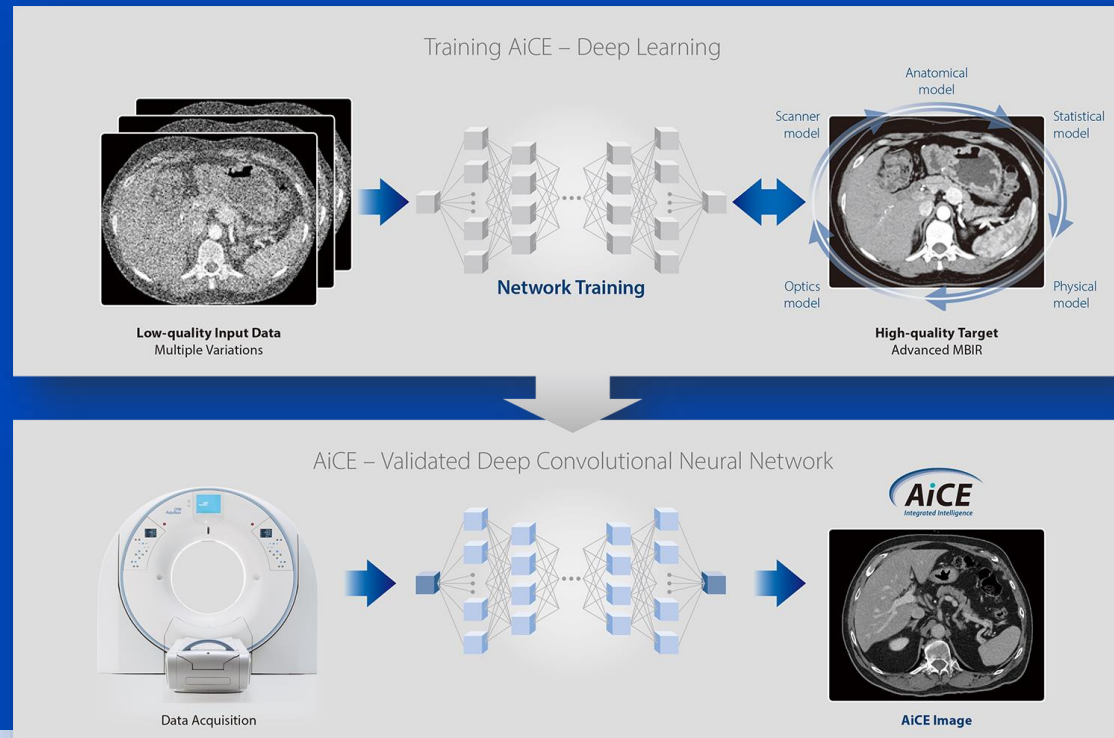 Training AiCE – Deep Learning
Anatomical
model
Scanner
model
Statistical
model
Network Training
Optics
model
Physical
model
Low-quality Input Data
Multiple Variations
High-quality Target
Advanced MBIR
AiCE – Validated Deep Convolutional Neural Network
AiCE
Integrated Intelligence
Data Acquisition
AiCE Image